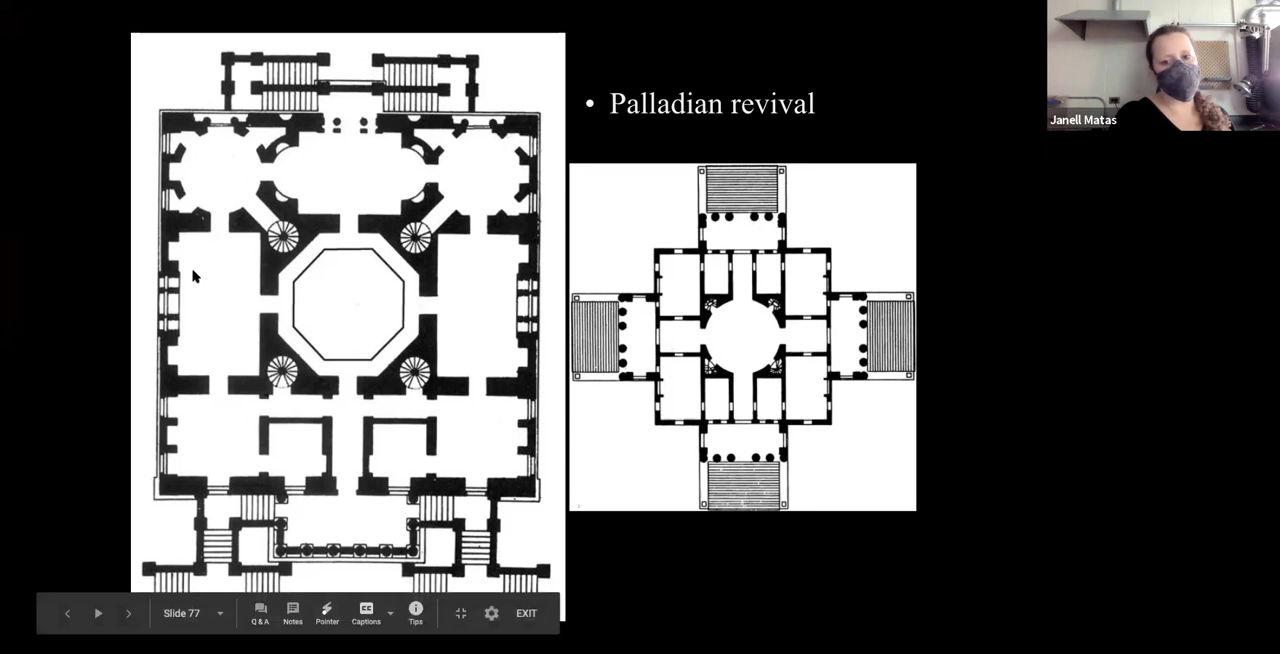 • Palladian revival
Janell Matas
Slide 77
Q & A
Notes
Pointer
CC
Captions
Tips
EXIT